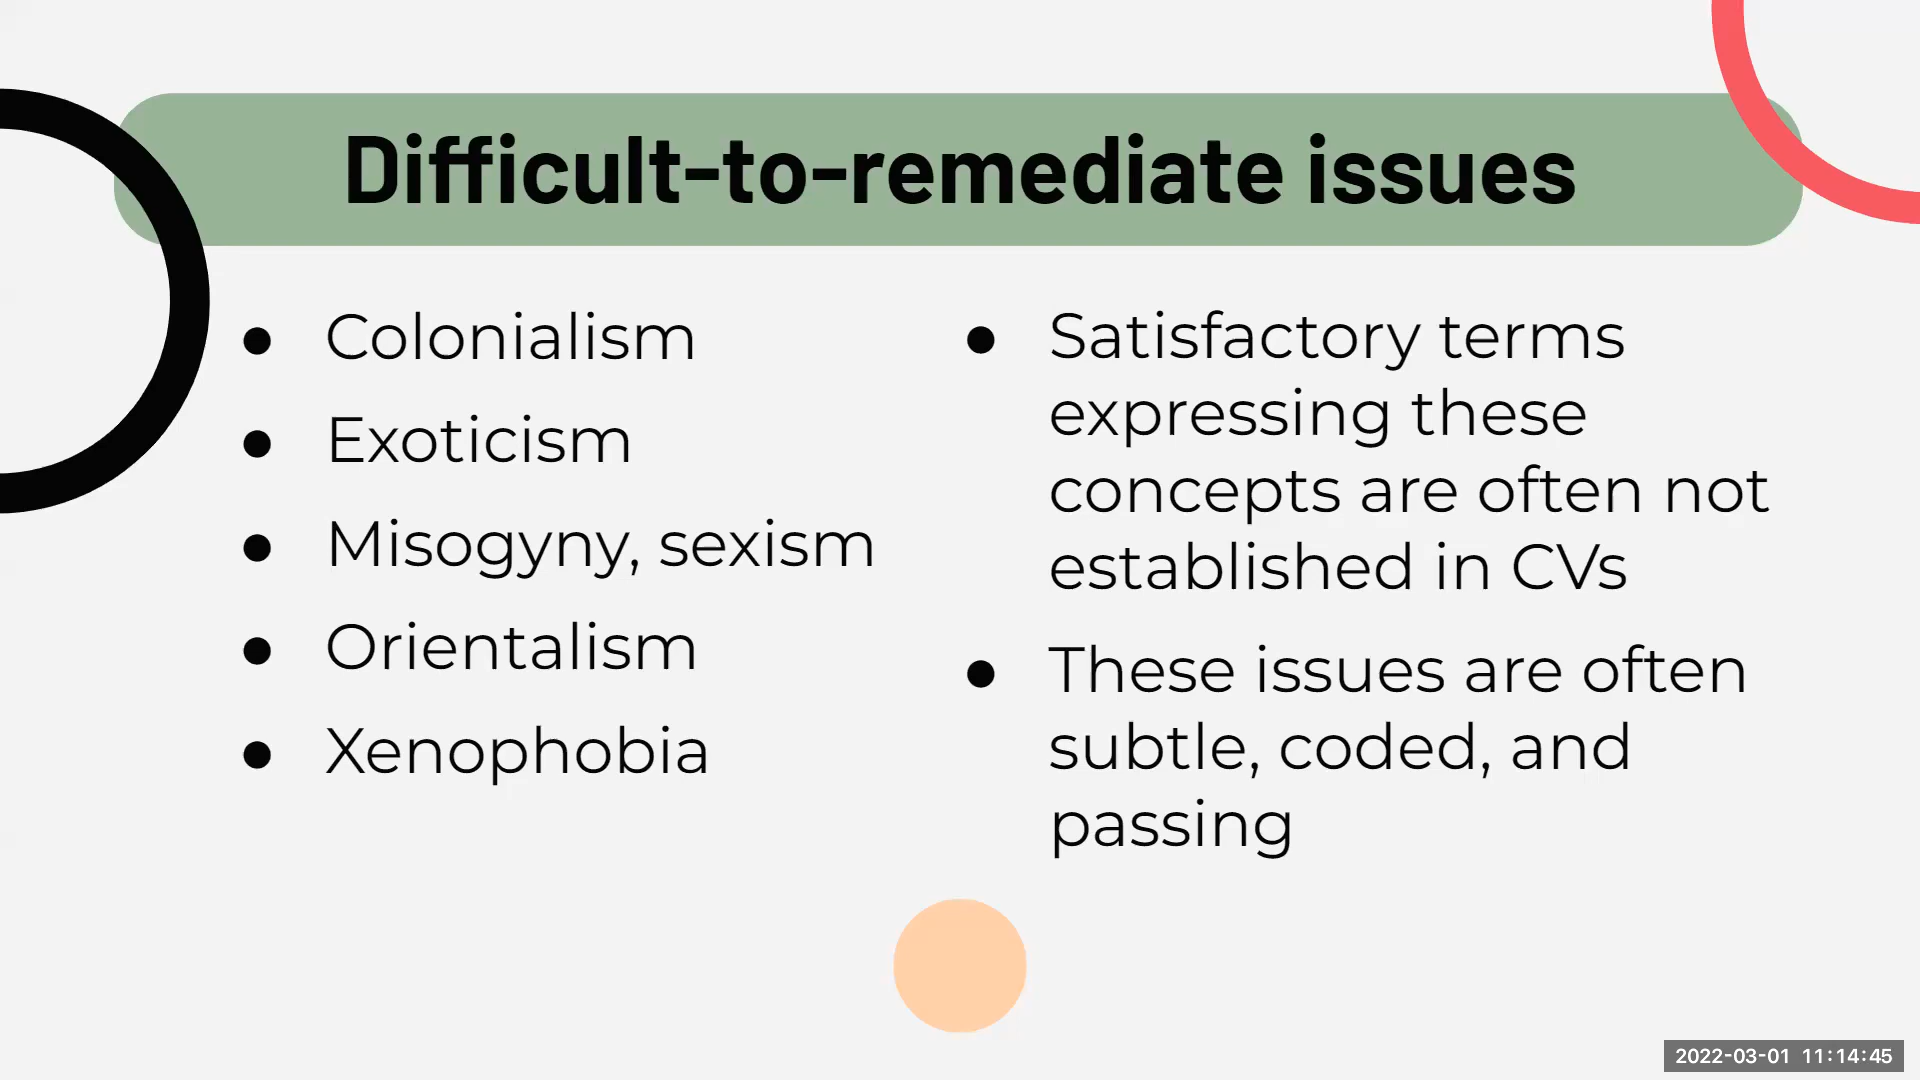 Difficult-to-remediate issues
● Colonialism
● Exoticism
● Misogyny, sexism
● Orientalism
● Xenophobia
● Satisfactory terms
expressing these
concepts are often not
established in CVs
● These issues are often
subtle, coded, and
passing
2022-03-01 11:14:45